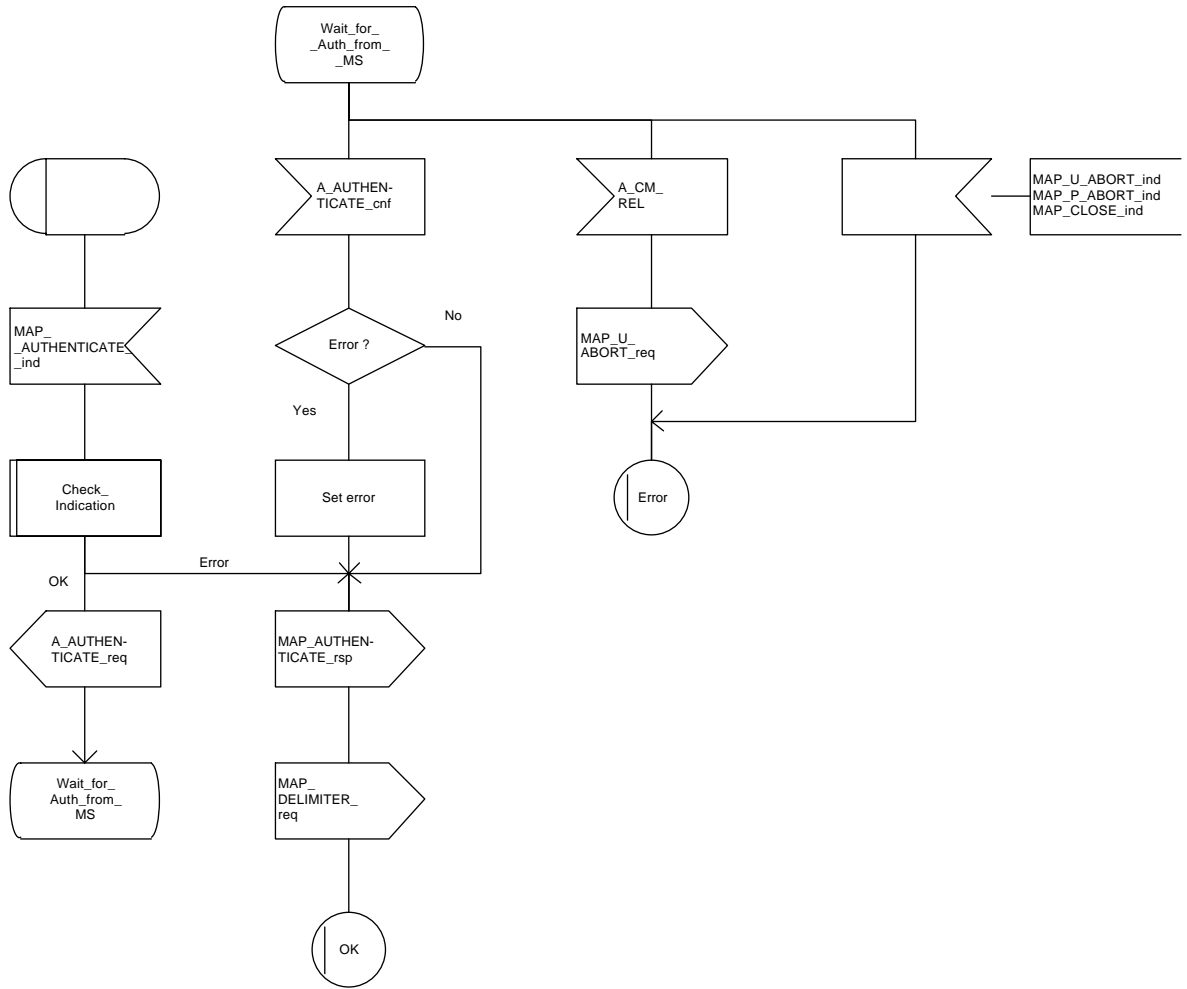 Wait_for_
_Auth_from_
_MS
A_AUTHEN-
TICATE_cnf
A_CM_
REL
MAP_U_ABORT_ind
MAP_P_ABORT_ind
MAP_CLOSE_ind
MAP_
_AUTHENTICATE_
_ind
Error ?
No
Yes
MAP_U_
ABORT_req
Check_
Indication
Set error
Error
Error
OK
A_AUTHEN-
TICATE_req
MAP_AUTHEN-
TICATE_rsp
Wait_for_
Auth_from_
MS
MAP_
DELIMITER_
req
OK